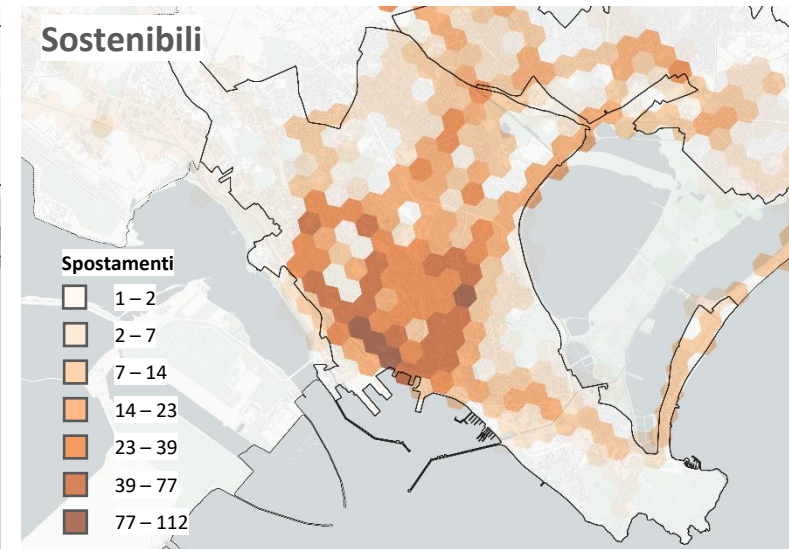 Sostenibili
Spostamenti
1 – 2
2 – 7
7 – 14
14 – 23
23 – 39
39 – 77
77 – 112